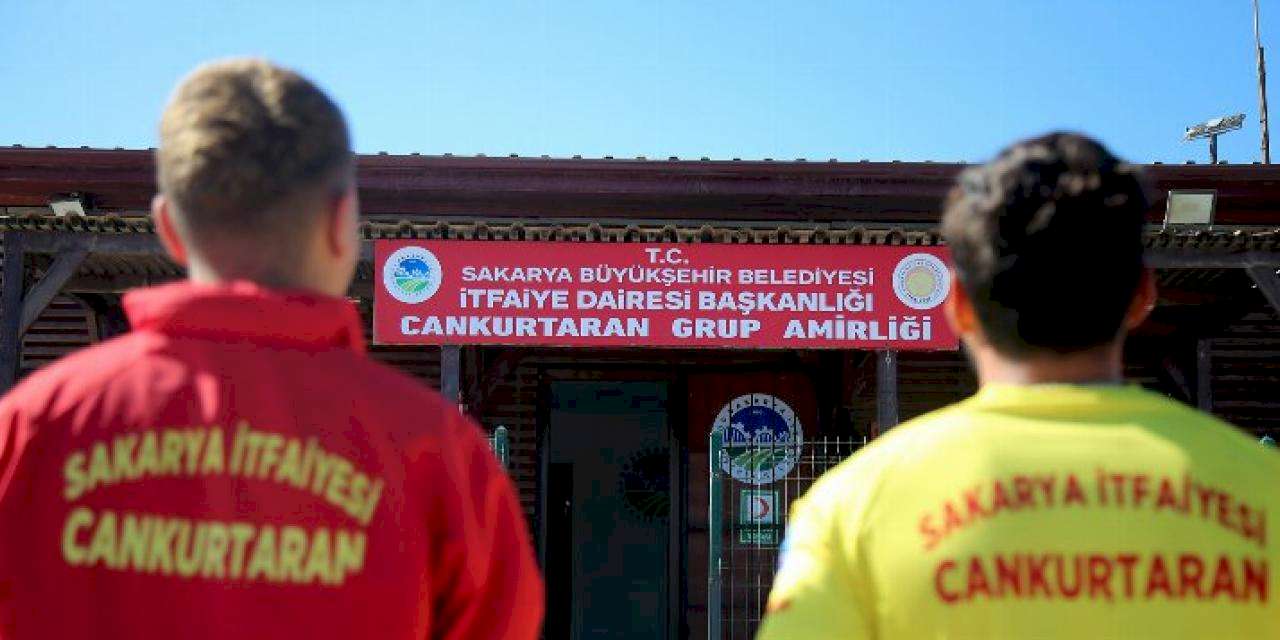 T.C.
SAKARYA BÜYÜKŞEHİR BELEDİYESİ
İTFAİYE DAİRESİ BAŞKANLIĞI
CANKURTARAN GRUP AMİRLİĞİ
SAKARYA İTFAİYESİ
CANKURTARAN
SAKARYA İTFAİYESİ
CANKURTARAN